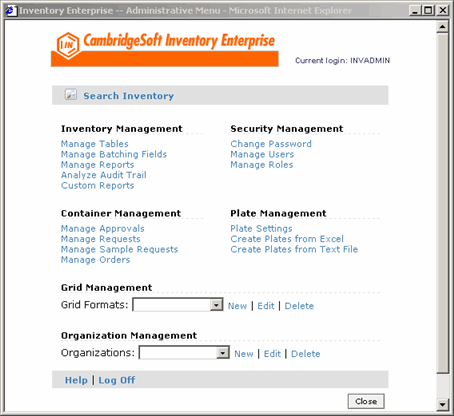 Inventory Enterprise -- Administrative Menu - Microsoft Internet Explorer
IN CambridgeSoft Inventory Enterprise
Current login: INVADMIN
Search Inventory
Inventory Management
Manage Tables
Manage Batching Fields
Manage Reports
Analyze Audit Trail
Custom Reports
Security Management
Change Password
Manage Users
Manage Roles
Container Management
Manage Approvals
Manage Requests
Manage Sample Requests
Manage Orders
Plate Management
Plate Settings
Create Plates from Excel
Create Plates from Text File
Grid Management
Grid Formats: New | Edit | Delete
Organization Management
Organizations: New | Edit | Delete
Help | Log Off
Close